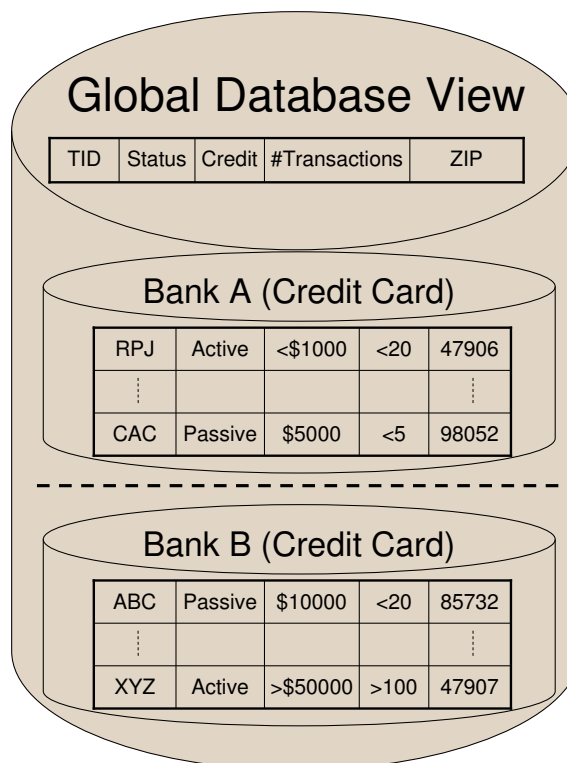 Global Database View
TID Status Credit #Transactions ZIP
Bank A (Credit Card)
RPJ Active <$1000 <20 47906
CAC Passive $5000 <5 98052
Bank B (Credit Card)
ABC Passive $10000 <20 85732
XYZ Active >$50000 >100 47907